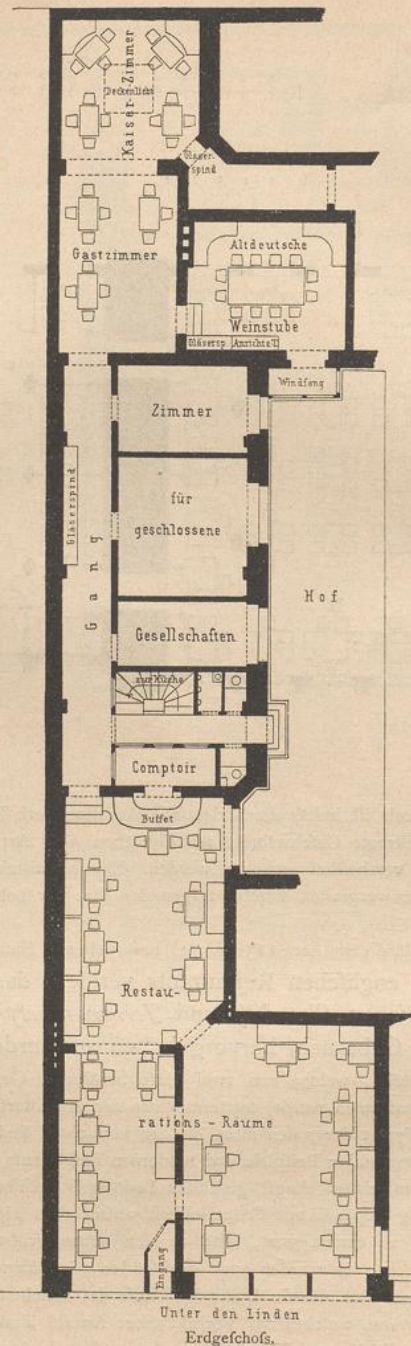 Kaiser-Zimmer
Deckenlicht
Gläser-
spind
Gastzimmer
Altdeutsche
Weinstube
Gläsersp.
Anrichte T.
Windfang
Zimmer
für
geschlossene
Gesellschaften
Gläserspind
Gang
Hof
zur Küche
Comptoir
Buffet
Restau-
rations-Räume
Eingang
Unter den Linden
Erdgeſchoſs.